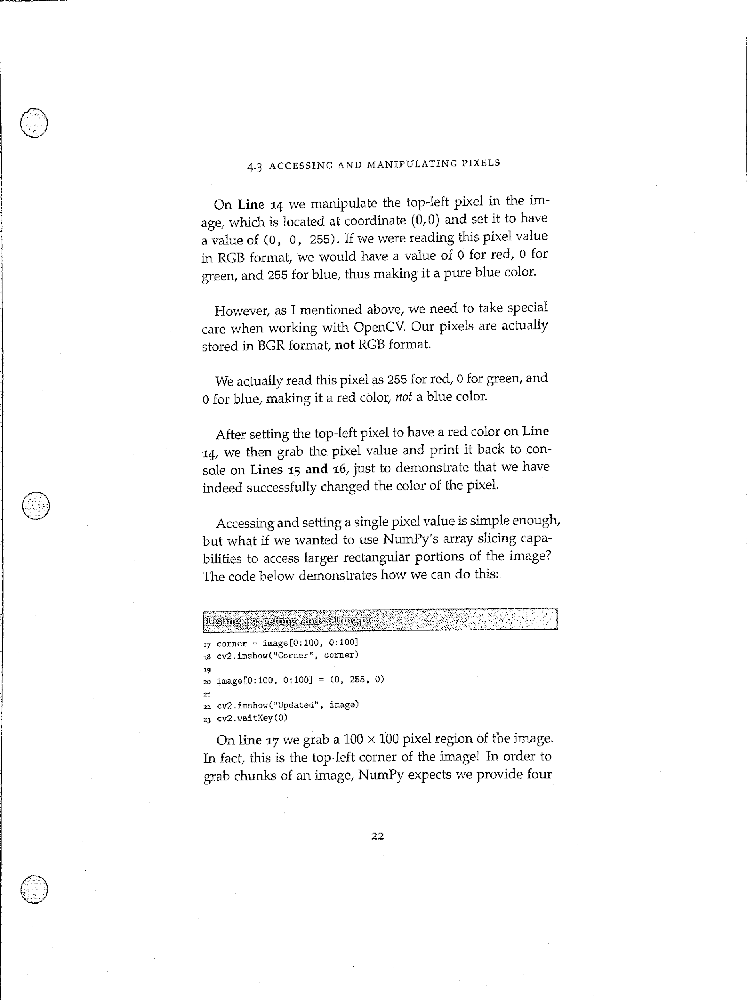 4.3 ACCESSING AND MANIPULATING PIXELS
On Line 14 we manipulate the top-left pixel in the im-
age, which is located at coordinate (0,0) and set it to have
a value of (0, 0, 255). If we were reading this pixel value
in RGB format, we would have a value of 0 for red, 0 for
green, and 255 for blue, thus making it a pure blue color.
However, as I mentioned above, we need to take special
care when working with OpenCV. Our pixels are actually
stored in BGR format, not RGB format.
We actually read this pixel as 255 for red, 0 for green, and
0 for blue, making it a red color, not a blue color.
After setting the top-left pixel to have a red color on Line
14, we then grab the pixel value and print it back to con-
sole on Lines 15 and 16, just to demonstrate that we have
indeed successfully changed the color of the pixel.
Accessing and setting a single pixel value is simple enough,
but what if we wanted to use NumPy's array slicing capa-
bilities to access larger rectangular portions of the image?
The code below demonstrates how we can do this:
Listing 4.3: getting_and_setting.py
17 corner = image[0:100, 0:100]
18 cv2.imshow("Corner", corner)
19
20 image[0:100, 0:100] = (0, 255, 0)
21
22 cv2.imshow("Updated", image)
23 cv2.waitKey(0)
On line 17 we grab a 100 × 100 pixel region of the image.
In fact, this is the top-left corner of the image! In order to
grab chunks of an image, NumPy expects we provide four
22